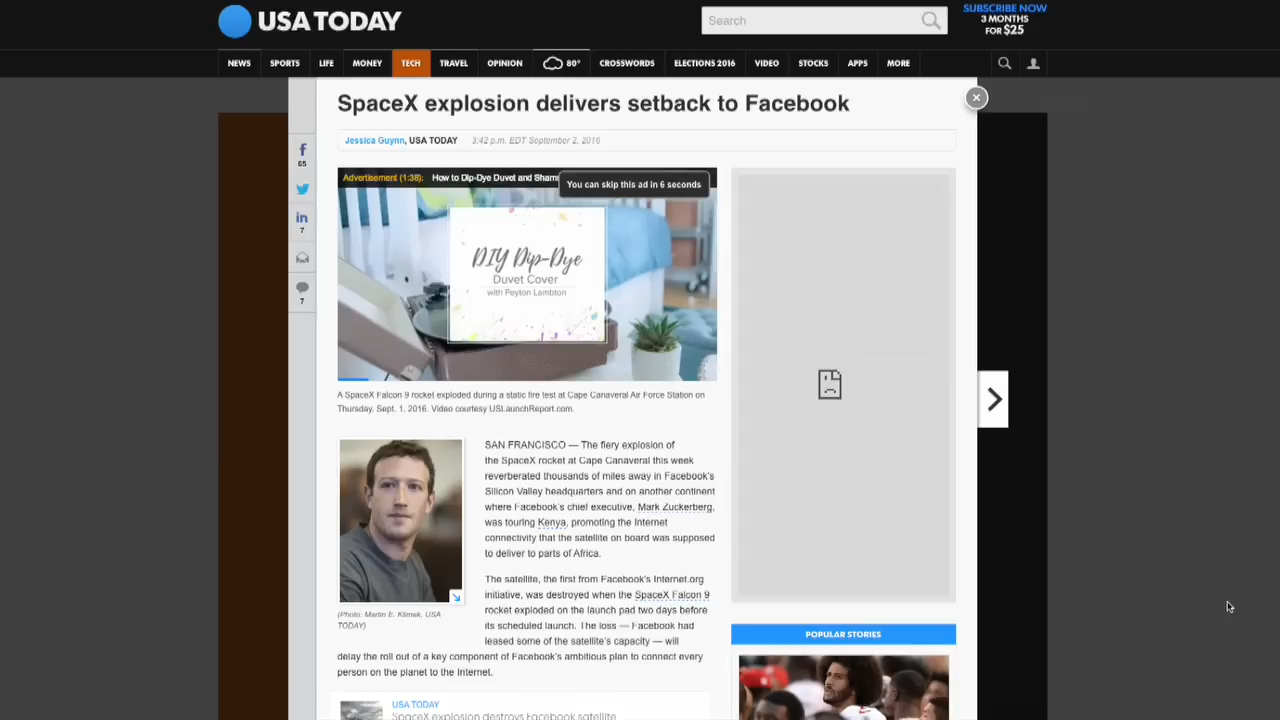 USA TODAY
Search
SUBSCRIBE NOW
3 MONTHS
FOR $25
NEWS SPORTS LIFE MONEY TECH TRAVEL OPINION 80° CROSSWORDS ELECTIONS 2016 VIDEO STOCKS APPS MORE
SpaceX explosion delivers setback to Facebook
Jessica Guynn, USA TODAY 3:42 p.m. EDT September 2, 2016
65
7
7
Advertisement (1:38): How to Dip-Dye Duvet and Shams
You can skip this ad in 6 seconds
DIY Dip-Dye
Duvet Cover
with Peyton Lambton
A SpaceX Falcon 9 rocket exploded during a static fire test at Cape Canaveral Air Force Station on
Thursday, Sept. 1, 2016. Video courtesy USLaunchReport.com.
(Photo: Martin E. Klimek, USA
TODAY)
SAN FRANCISCO — The fiery explosion of
the SpaceX rocket at Cape Canaveral this week
reverberated thousands of miles away in Facebook's
Silicon Valley headquarters and on another continent
where Facebook's chief executive, Mark Zuckerberg,
was touring Kenya, promoting the Internet
connectivity that the satellite on board was supposed
to deliver to parts of Africa.
The satellite, the first from Facebook's Internet.org
initiative, was destroyed when the SpaceX Falcon 9
rocket exploded on the launch pad two days before
its scheduled launch. The loss — Facebook had
leased some of the satellite's capacity — will
delay the roll out of a key component of Facebook's ambitious plan to connect every
person on the planet to the Internet.
USA TODAY
SpaceX explosion destroys Facebook satellite
POPULAR STORIES